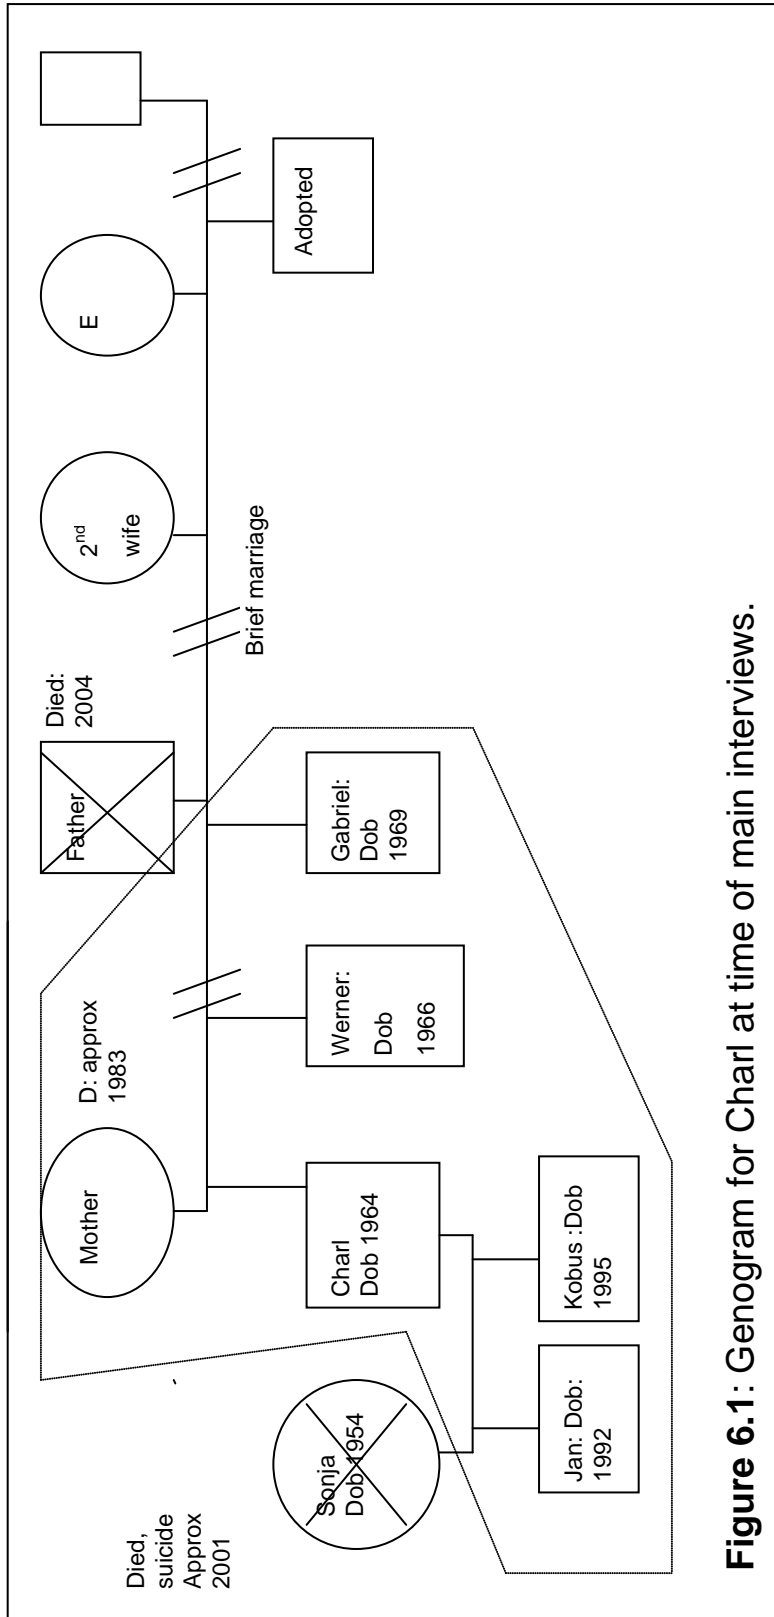 Died,
suicide
Approx
2001
Mother
D: approx
1983
Father
Died:
2004
2nd
wife
E
Brief marriage
Adopted
Sonja
Dob 1954
Charl
Dob 1964
Werner:
Dob
1966
Gabriel:
Dob
1969
Jan: Dob:
1992
Kobus :Dob
1995
Figure 6.1: Genogram for Charl at time of main interviews.